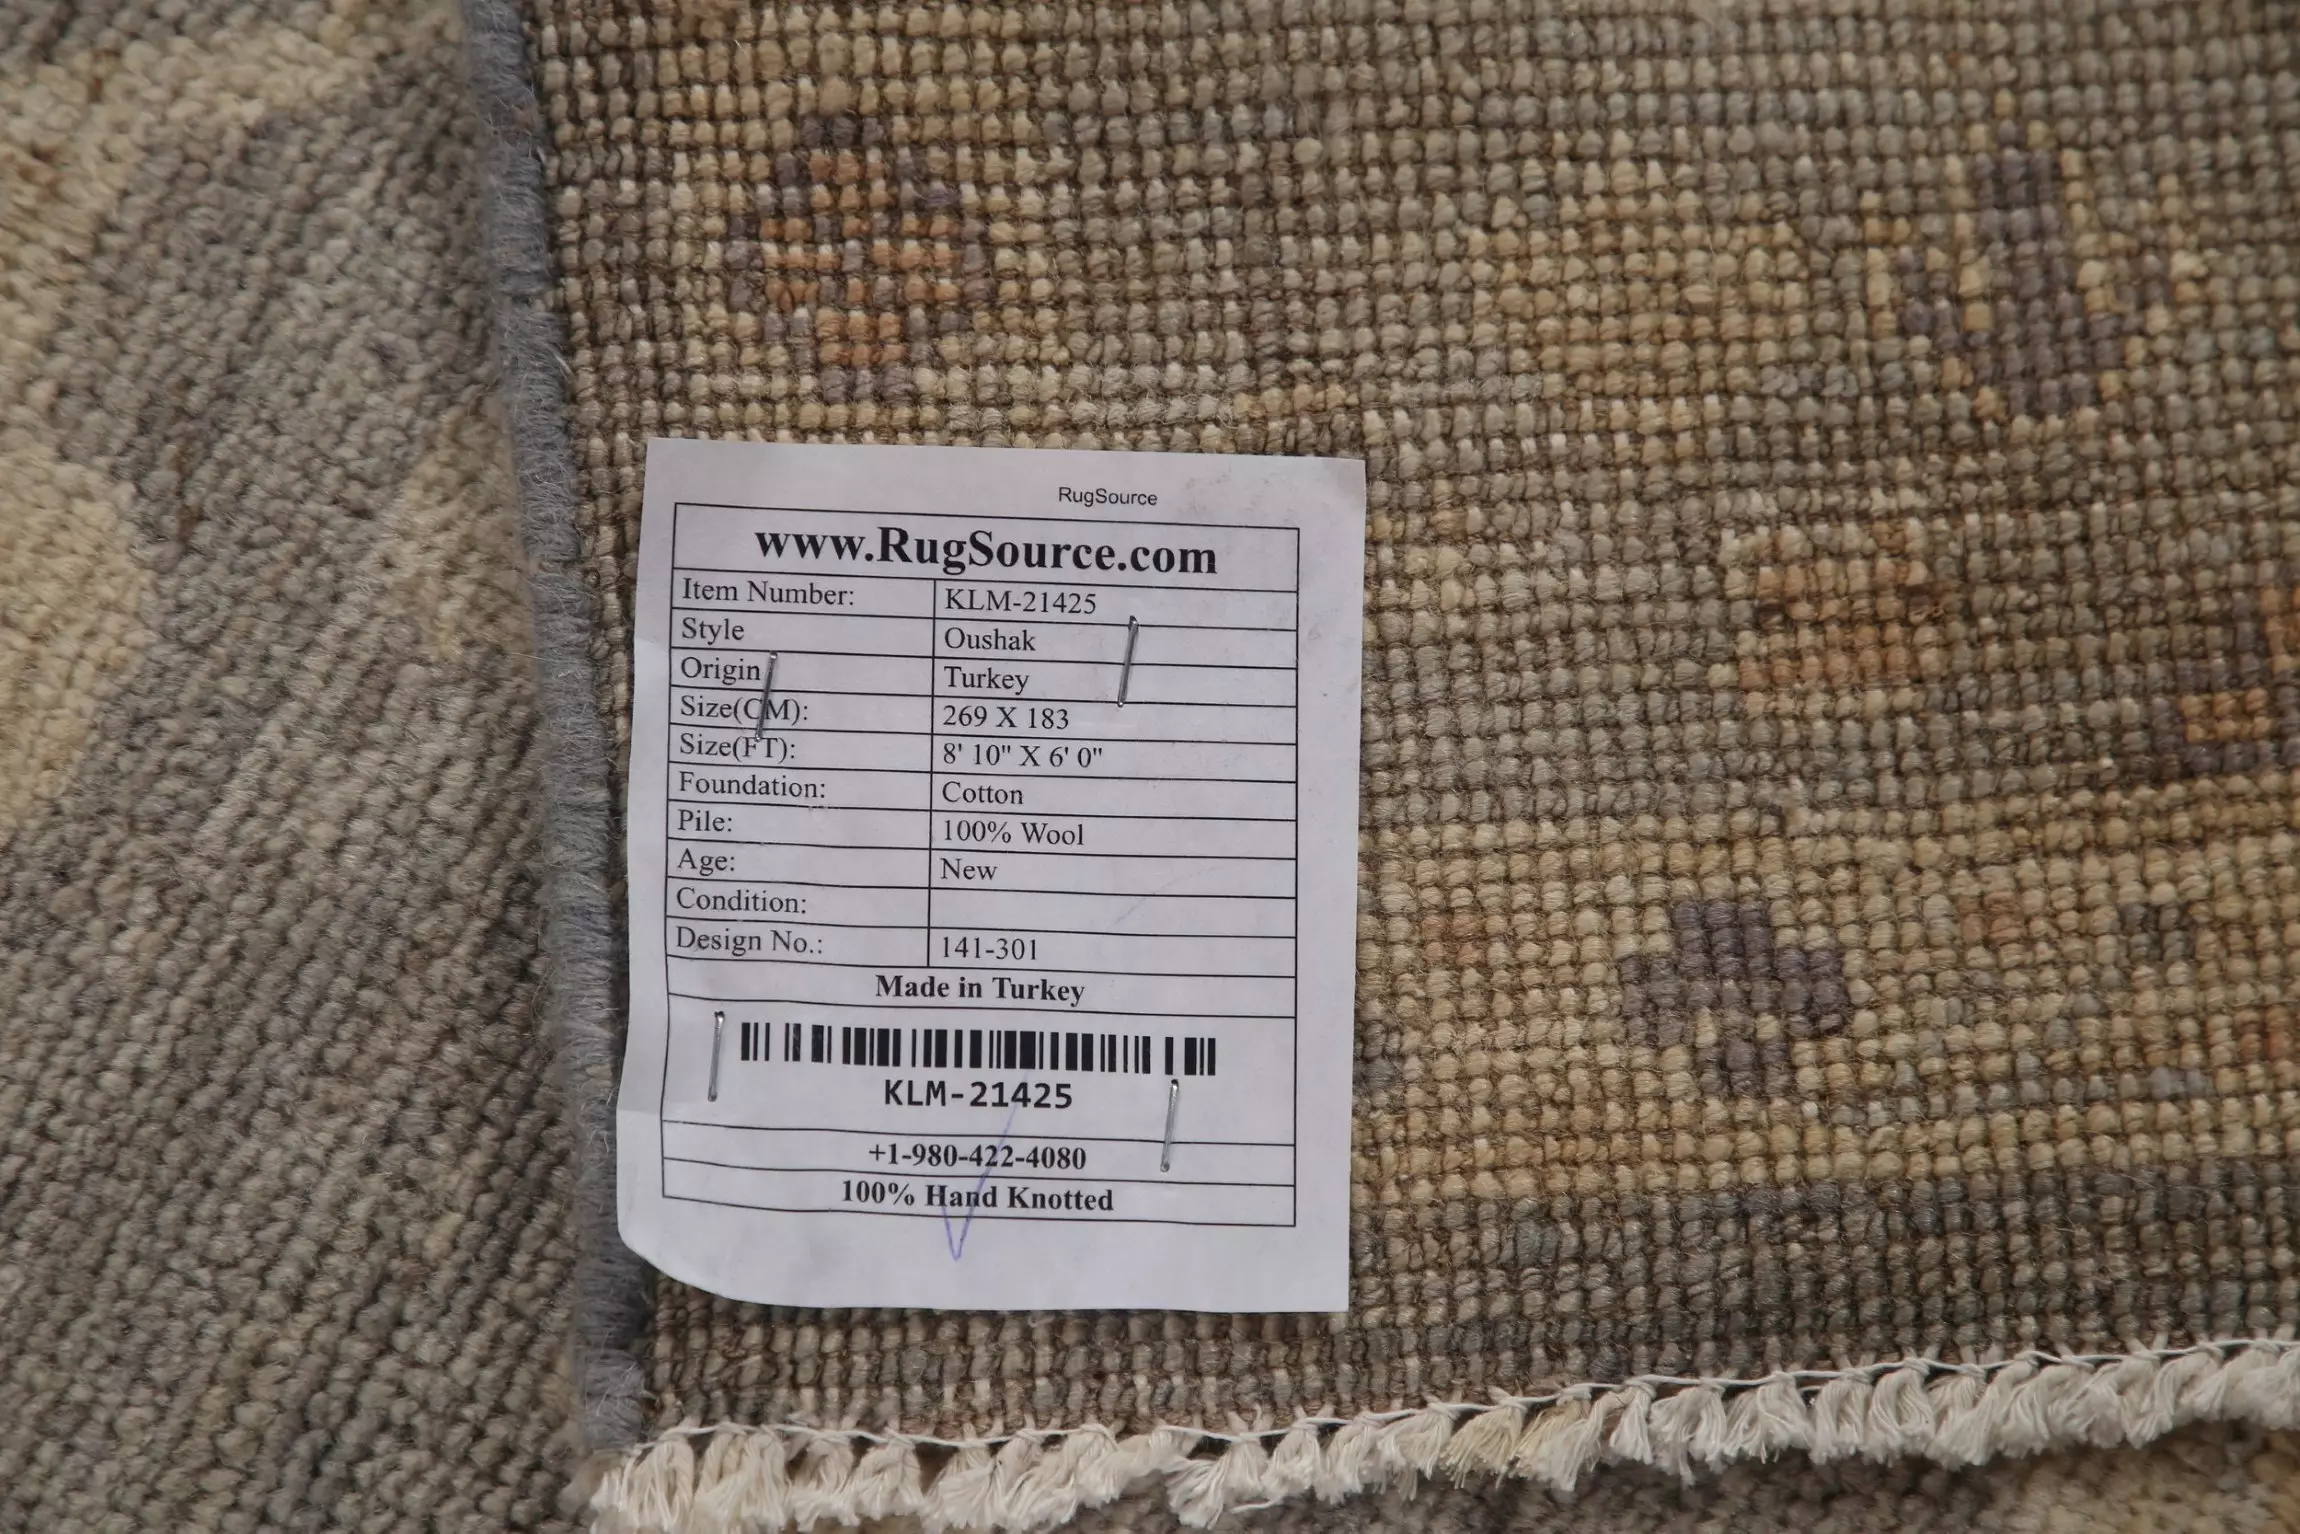 RugSource
www.RugSource.com
Item Number: KLM-21425
Style Oushak
Origin Turkey
Size(CM): 269 X 183
Size(FT): 8' 10" X 6' 0"
Foundation: Cotton
Pile: 100% Wool
Age: New
Condition:
Design No.: 141-301
Made in Turkey
KLM-21425
+1-980-422-4080
100% Hand Knotted